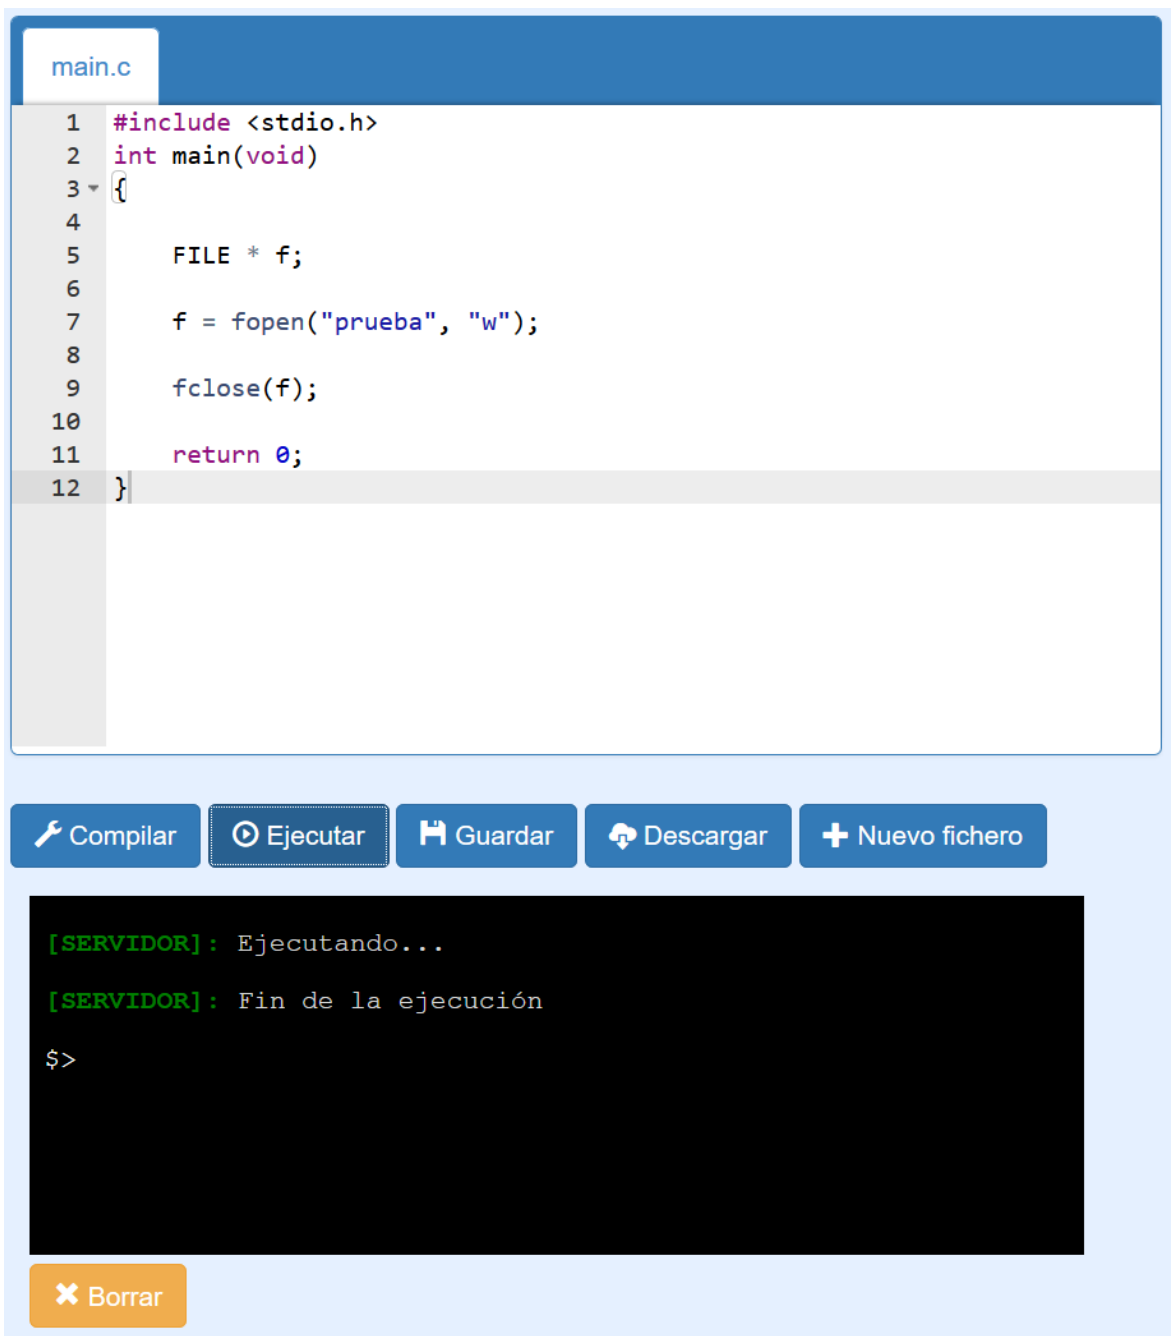 main.c
1 #include <stdio.h>
2 int main(void)
3 {
4
5 FILE * f;
6
7 f = fopen("prueba", "w");
8
9 fclose(f);
10
11 return 0;
12 }
Compilar Ejecutar Guardar Descargar Nuevo fichero
[SERVIDOR]: Ejecutando...
[SERVIDOR]: Fin de la ejecución
$>
Borrar